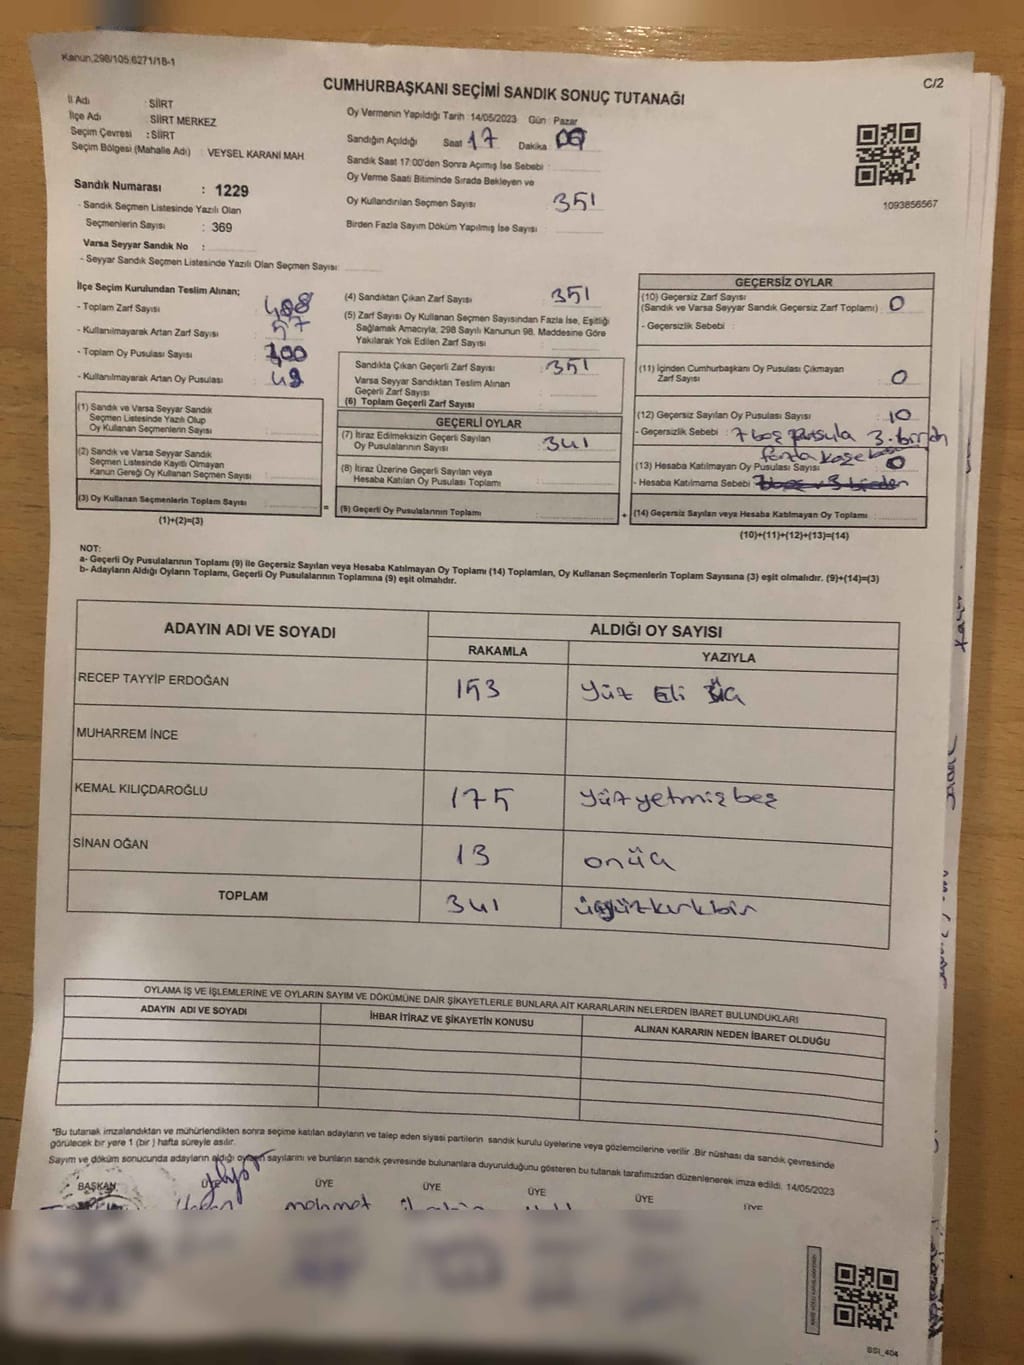 Kanun,298/105;6271/18-1
C/2
CUMHURBAŞKANI SEÇİMİ SANDIK SONUÇ TUTANAĞI
İl Adı : SİİRT
İlçe Adı : SİİRT MERKEZ
Seçim Çevresi : SİİRT
Seçim Bölgesi (Mahalle Adı) : VEYSEL KARANİ MAH
Sandık Numarası : 1229
- Sandık Seçmen Listesinde Yazılı Olan
Seçmenlerin Sayısı : 369
Varsa Seyyar Sandık No :
- Seyyar Sandık Seçmen Listesinde Yazılı Olan Seçmen Sayısı:
Oy Vermenin Yapıldığı Tarih :14/05/2023 Gün : Pazar
Sandığın Açıldığı Saat 17 Dakika
Sandık Saat 17:00'den Sonra Açımış İse Sebebi :
Oy Verme Saati Bitiminde Sırada Bekleyen ve
Oy Kullandırılan Seçmen Sayısı 351
Birden Fazla Sayım Döküm Yapılmış İse Sayısı :
1093856567
İlçe Seçim Kurulundan Teslim Alınan;
- Toplam Zarf Sayısı : 408
- Kullanılmayarak Artan Zarf Sayısı : 57
- Toplam Oy Pusulası Sayısı : 400
- Kullanılmayarak Artan Oy Pusulası : 49
(1) Sandık ve Varsa Seyyar Sandık
Seçmen Listesinde Yazılı Olup
Oy Kullanan Seçmenlerin Sayısı :
(2) Sandık ve Varsa Seyyar Sandık
Seçmen Listesinde Kayıtlı Olmayan
Kanun Gereği Oy Kullanan Seçmen Sayısı :
(3) Oy Kullanan Seçmenlerin Toplam Sayısı :
(1)+(2)=(3)
(4) Sandıktan Çıkan Zarf Sayısı : 351
(5) Zarf Sayısı Oy Kullanan Seçmen Sayısından Fazla İse, Eşitliği
Sağlamak Amacıyla, 298 Sayılı Kanunun 98. Maddesine Göre
Yakılarak Yok Edilen Zarf Sayısı :
Sandıkta Çıkan Geçerli Zarf Sayısı : 351
Varsa Seyyar Sandıktan Teslim Alınan
Geçerli Zarf Sayısı :
(6) Toplam Geçerli Zarf Sayısı
=
GEÇERLİ OYLAR
(7) İtiraz Edilmeksizin Geçerli Sayılan
Oy Pusulalarının Sayısı : 341
(8) İtiraz Üzerine Geçerli Sayılan veya
Hesaba Katılan Oy Pusulası Toplamı :
(9) Geçerli Oy Pusulalarının Toplamı :
+
GEÇERSİZ OYLAR
(10) Geçersiz Zarf Sayısı
(Sandık ve Varsa Seyyar Sandık Geçersiz Zarf Toplamı) : 0
- Geçersizlik Sebebi :
(11) İçinden Cumhurbaşkanı Oy Pusulası Çıkmayan
Zarf Sayısı : 0
(12) Geçersiz Sayılan Oy Pusulası Sayısı : 10
- Geçersizlik Sebebi : 7 boş pusula 3.birden
fazla kaşe
(13) Hesaba Katılmayan Oy Pusulası Sayısı : 0
- Hesaba Katılmama Sebebi
(14) Geçersiz Sayılan veya Hesaba Katılmayan Oy Toplamı :
(10)+(11)+(12)+(13)=(14)
NOT:
a- Geçerli Oy Pusulalarının Toplamı (9) ile Geçersiz Sayılan veya Hesaba Katılmayan Oy Toplamı (14) Toplamları, Oy Kullanan Seçmenlerin Toplam Sayısına (3) eşit olmalıdır. (9)+(14)=(3)
b- Adayların Aldığı Oyların Toplamı, Geçerli Oy Pusulalarının Toplamına (9) eşit olmalıdır.
ADAYIN ADI VE SOYADI
ALDIĞI OY SAYISI
RAKAMLA YAZIYLA
RECEP TAYYİP ERDOĞAN 153 Yüz Elli üç
MUHARREM İNCE
KEMAL KILIÇDAROĞLU 175 yüzyetmişbeş
SİNAN OĞAN 13 onüç
TOPLAM 341 üçyüzkırkbir
OYLAMA İŞ VE İŞLEMLERİNE VE OYLARIN SAYIM VE DÖKÜMÜNE DAİR ŞİKAYETLERLE BUNLARA AİT KARARLARIN NELERDEN İBARET BULUNDUKLARI
ADAYIN ADI VE SOYADI İHBAR İTİRAZ VE ŞİKAYETİN KONUSU ALINAN KARARIN NEDEN İBARET OLDUĞU
*Bu tutanak imzalandıktan ve mühürlendikten sonra seçime katılan adayların ve talep eden siyasi partilerin sandık kurulu üyelerine veya gözlemcilerine verilir. Bir nüshası da sandık çevresinde
görülecek bir yere 1 (bir) hafta süreyle asılır.
Sayım ve döküm sonucunda adayların aldığı oyların sayılarını ve bunların sandık çevresinde bulunanlara duyurulduğunu gösteren bu tutanak tarafımızdan düzenlenerek imza edildi. 14/05/2023
BAŞKAN ÜYE ÜYE ÜYE ÜYE ÜYE
mehmet
BSI_404